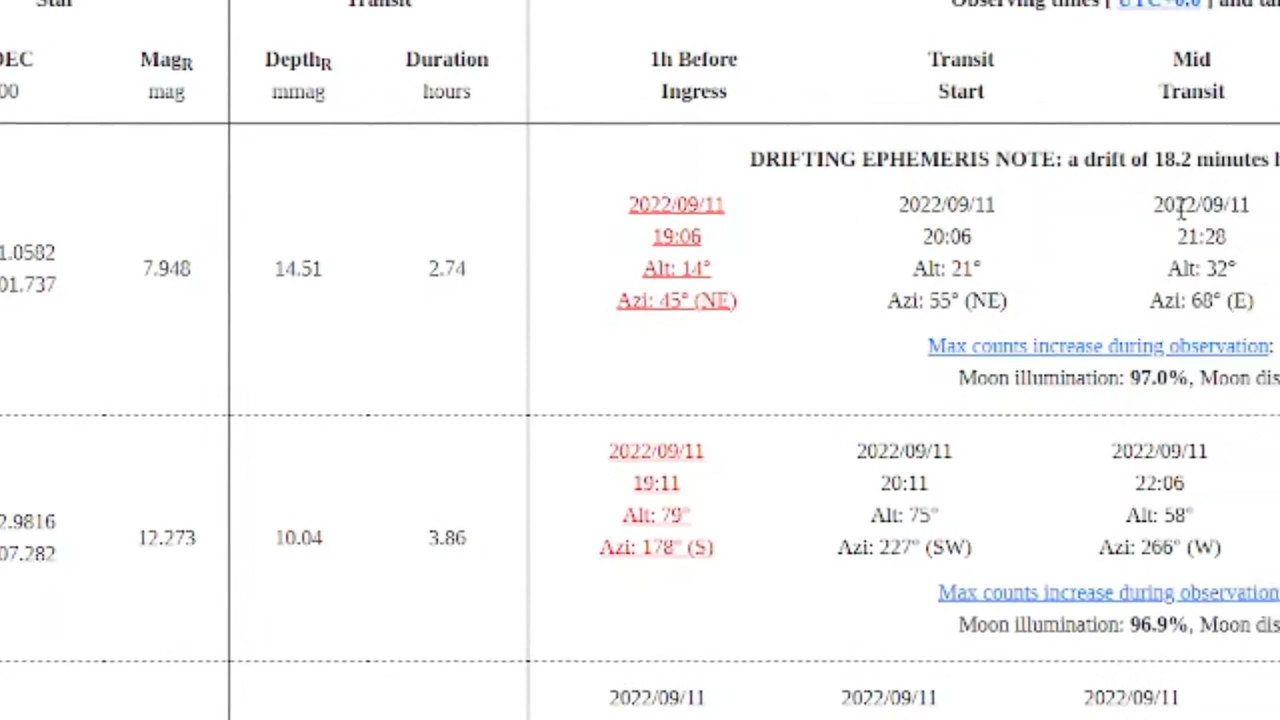 Star Transit Observing times [ UTC+0.0 ] and
DEC MagR DepthR Duration 1h Before Transit Mid
00 mag mmag hours Ingress Start Transit
DRIFTING EPHEMERIS NOTE: a drift of 18.2 minutes
2022/09/11 2022/09/11 2022/09/11
19:06 20:06 21:28
1.0582
01.737 7.948 14.51 2.74 Alt: 14° Alt: 21° Alt: 32°
Azi: 45° (NE) Azi: 55° (NE) Azi: 68° (E)
Max counts increase during observation:
Moon illumination: 97.0%, Moon dis
2022/09/11 2022/09/11 2022/09/11
19:11 20:11 22:06
2.9816 Alt: 79° Alt: 75° Alt: 58°
07.282 12.273 10.04 3.86 Azi: 178° (S) Azi: 227° (SW) Azi: 266° (W)
Max counts increase during observation
Moon illumination: 96.9%, Moon dis
2022/09/11 2022/09/11 2022/09/11